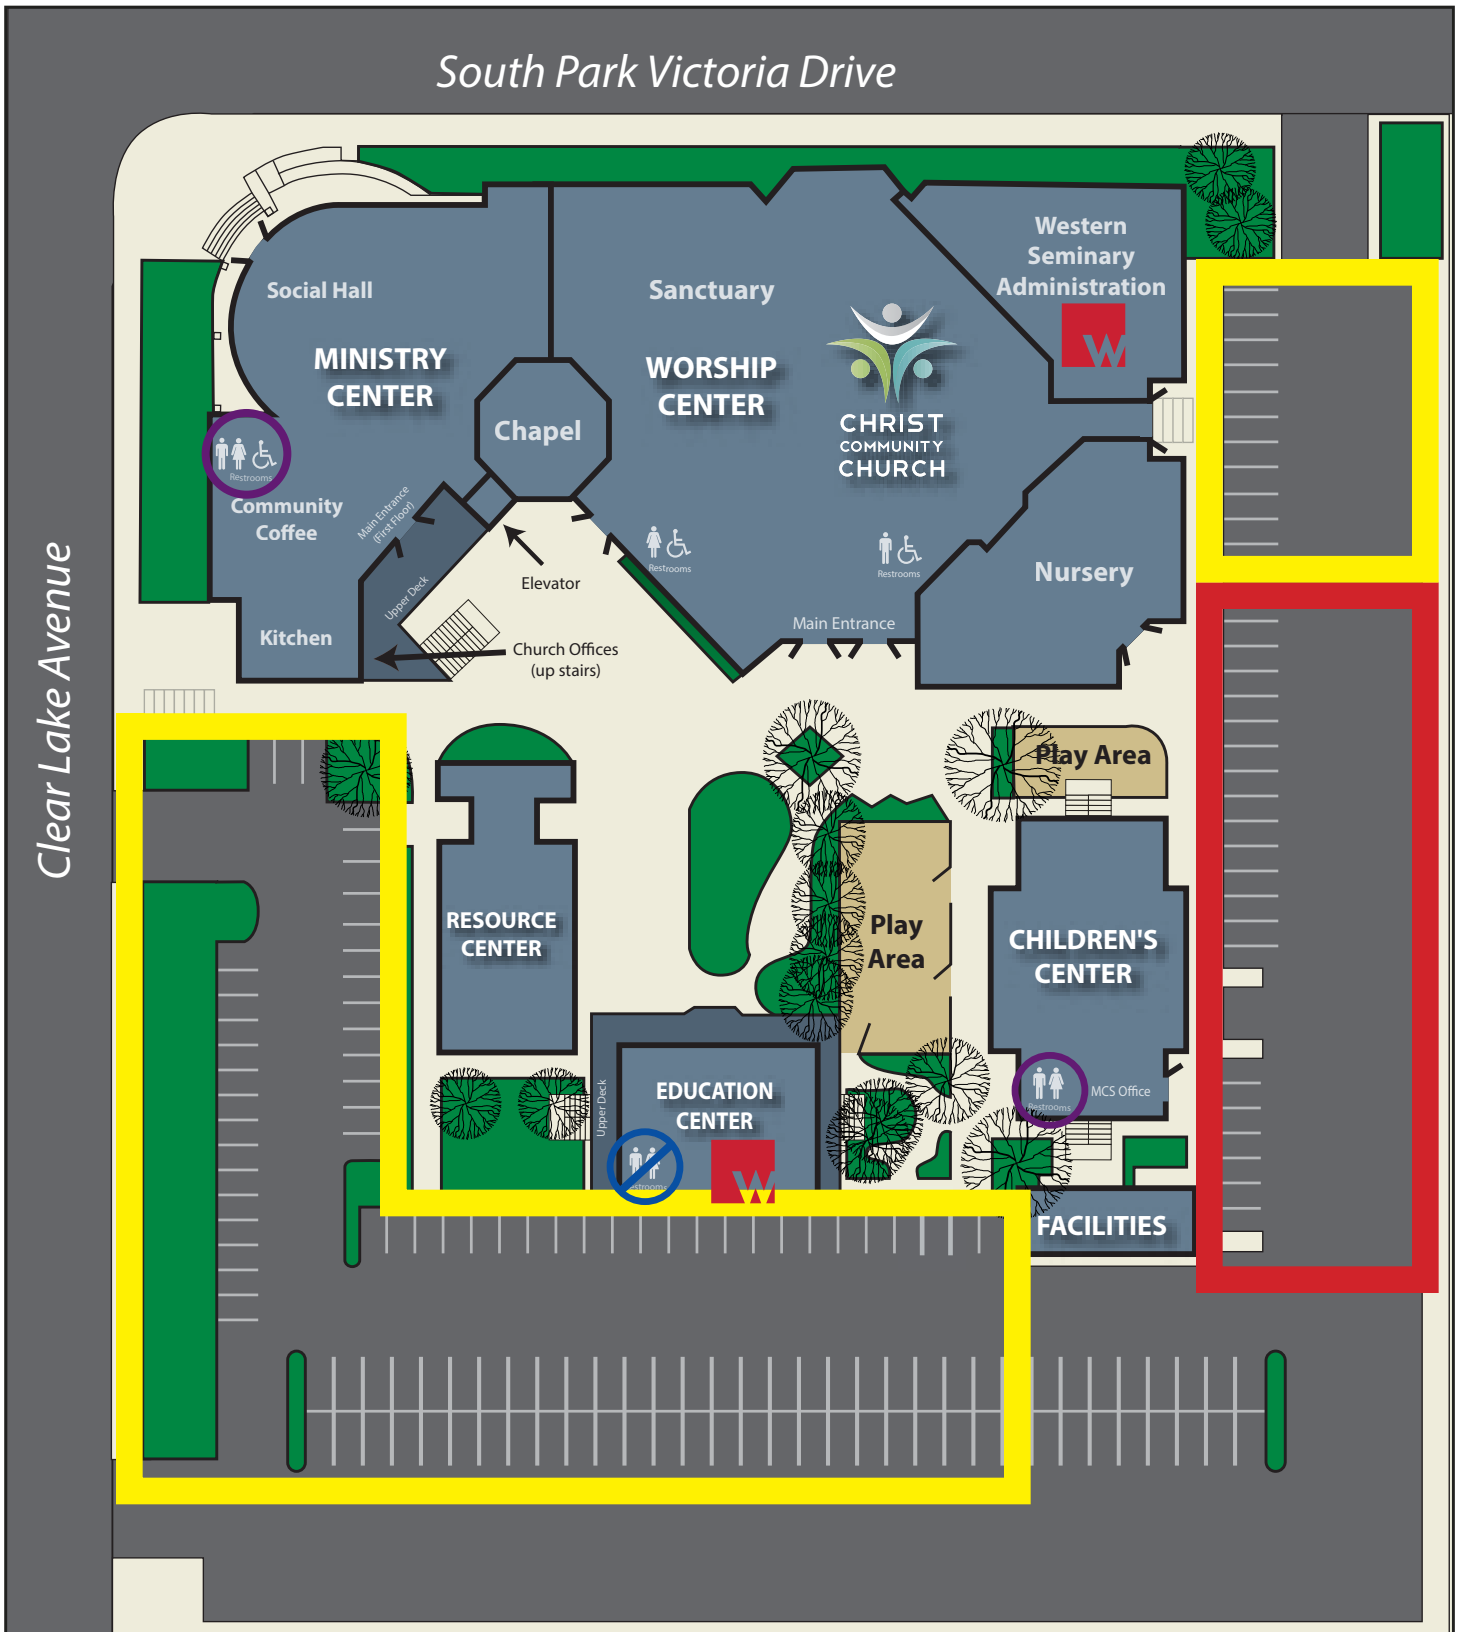 South Park Victoria Drive
Clear Lake Avenue
Social Hall
MINISTRY
CENTER
Restrooms
Community
Coffee
Main Entrance
(First Floor)
Upper Deck
Kitchen
Chapel
Elevator
Church Offices
(up stairs)
Sanctuary
WORSHIP
CENTER
CHRIST
COMMUNITY
CHURCH
Restrooms
Restrooms
Main Entrance
Western
Seminary
Administration
W
Nursery
Play Area
RESOURCE
CENTER
Play
Area
CHILDREN'S
CENTER
Restrooms
MCS Office
Upper Deck
EDUCATION
CENTER
Restrooms
W
FACILITIES